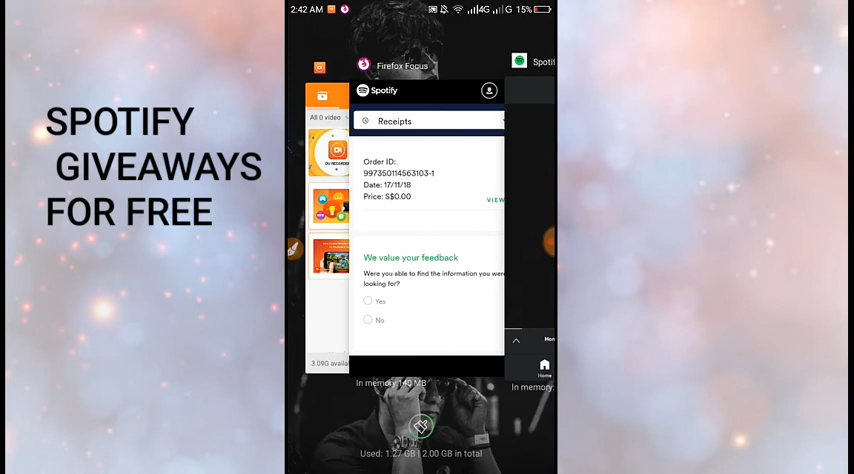 2:42 AM
4G
G 15%
SPOTIFY
GIVEAWAYS
FOR FREE
Firefox Focus
Spotif
Spotify
Receipts
All 0 video
Order ID:
997350114563103-1
Date: 17/11/18
Price: S$0.00
VIEW
We value your feedback
Were you able to find the information you were
looking for?
Yes
No
3.09G availa
Hom
Home
In memory:140 MB
In memory:
Used: 1.27 GB | 2.00 GB in total